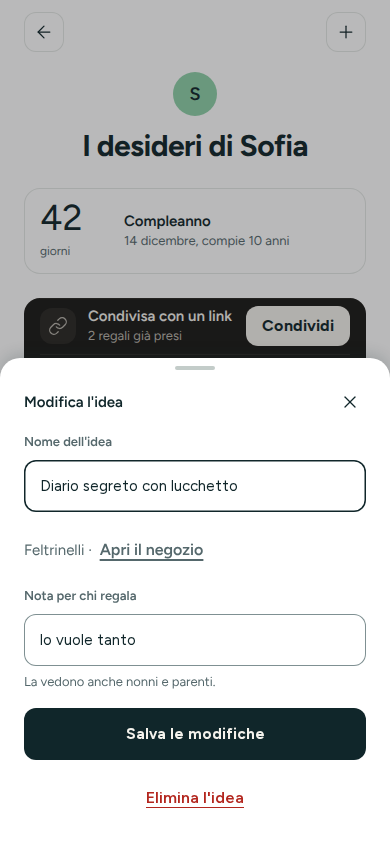 S
I desideri di Sofia
42
giorni
Compleanno
14 dicembre, compie 10 anni
Condivisa con un link
2 regali già presi
Condividi
Modifica l'idea
Nome dell'idea
Diario segreto con lucchetto
Feltrinelli · Apri il negozio
Nota per chi regala
lo vuole tanto
La vedono anche nonni e parenti.
Salva le modifiche
Elimina l'idea